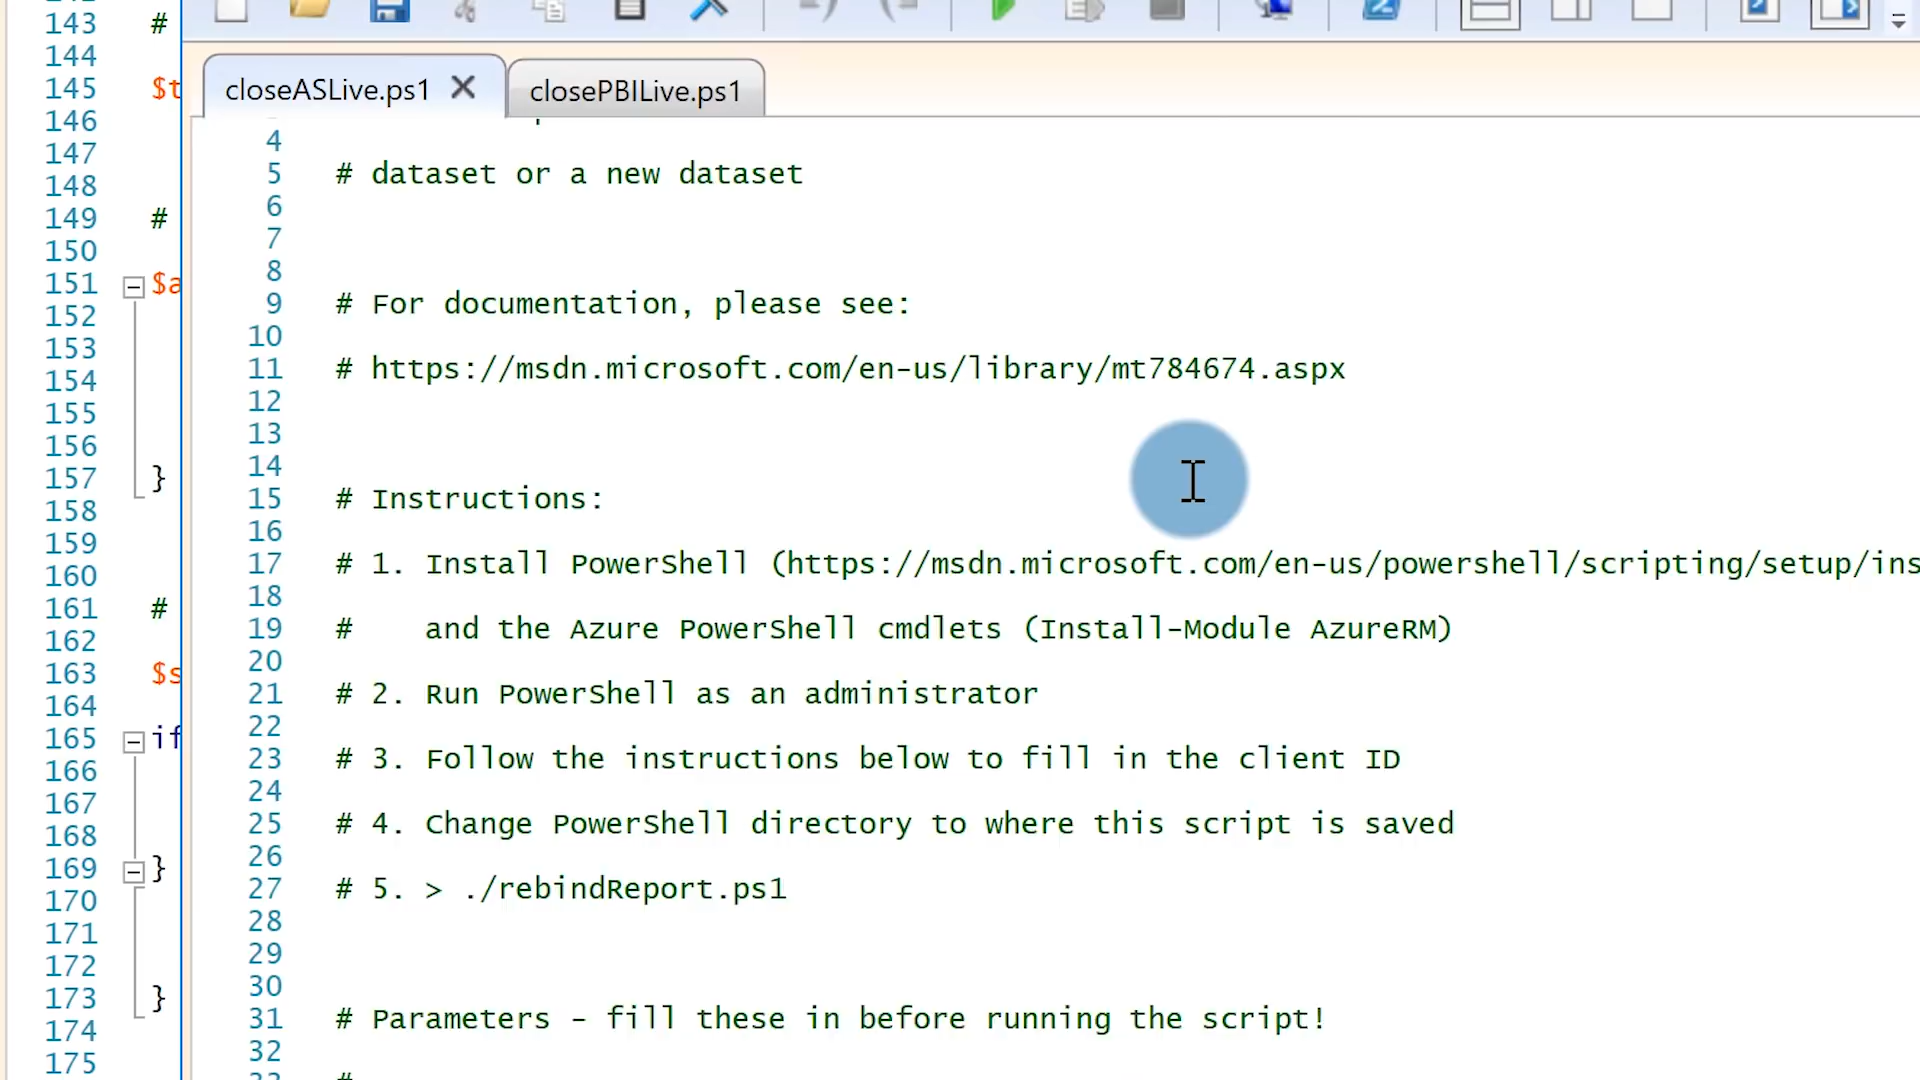 closeASLive.ps1
closePBILive.ps1
143 #
144
145 $t
146
147
148
149 #
150
151 $a
152
153
154
155
156
157 }
158
159
160
161 #
162
163 $s
164
165 if
166
167
168
169 }
170
171
172
173 }
174
175
4
5 # dataset or a new dataset
6
7
8
9 # For documentation, please see:
10
11 # https://msdn.microsoft.com/en-us/library/mt784674.aspx
12
13
14
15 # Instructions:
16
17 # 1. Install PowerShell (https://msdn.microsoft.com/en-us/powershell/scripting/setup/ins
18
19 #    and the Azure PowerShell cmdlets (Install-Module AzureRM)
20
21 # 2. Run PowerShell as an administrator
22
23 # 3. Follow the instructions below to fill in the client ID
24
25 # 4. Change PowerShell directory to where this script is saved
26
27 # 5. > ./rebindReport.ps1
28
29
30
31 # Parameters - fill these in before running the script!
32